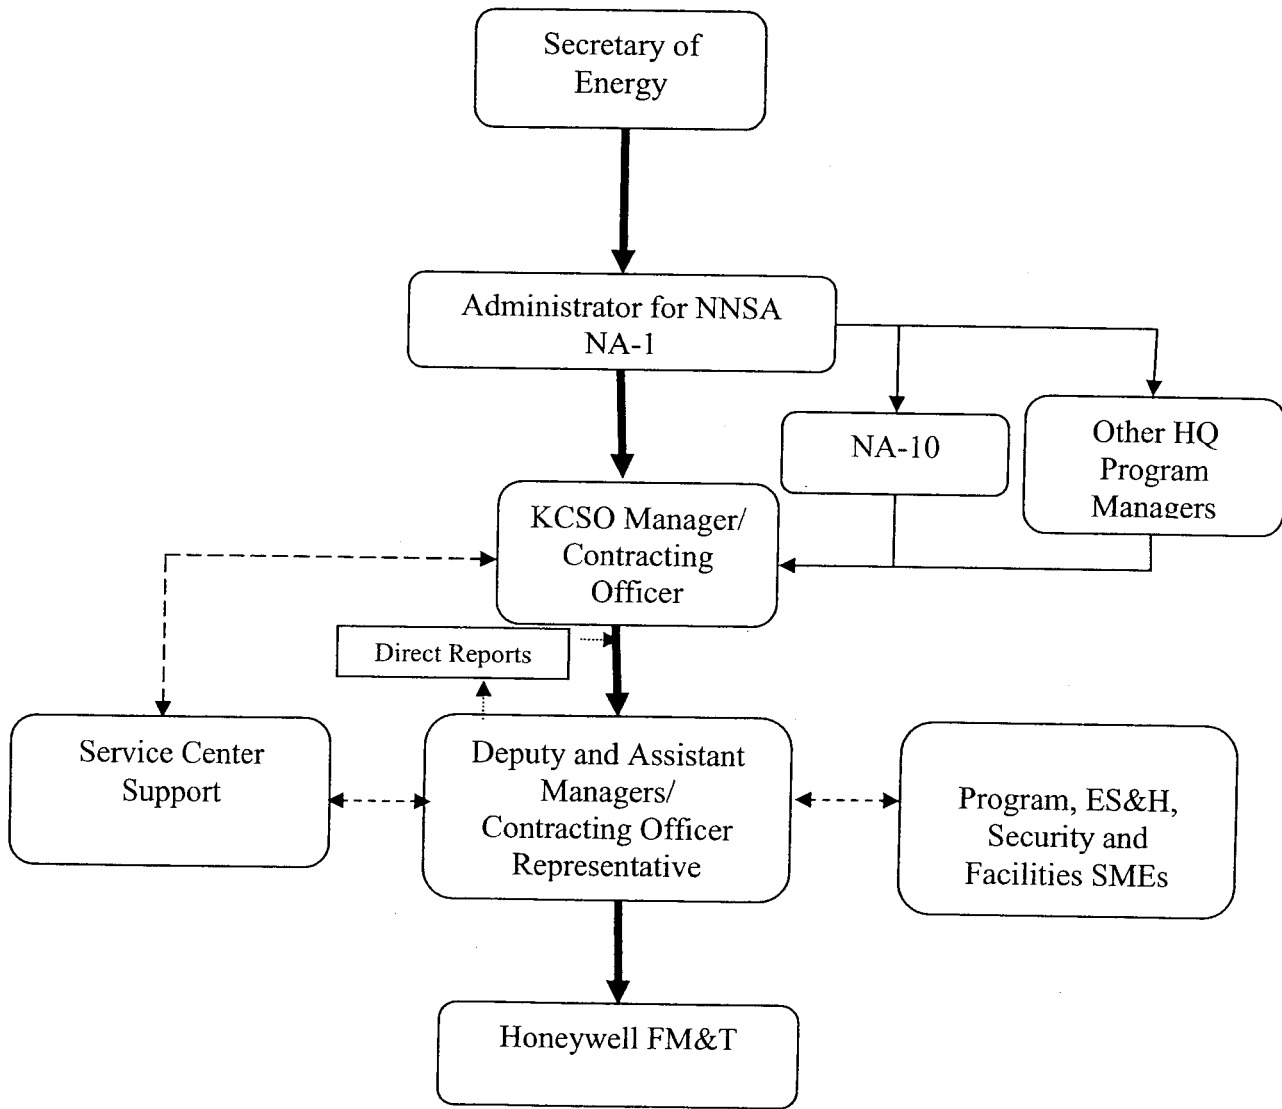 Secretary of
Energy
Administrator for NNSA
NA-1
NA-10
Other HQ
Program
Managers
KCSO Manager/
Contracting
Officer
Direct Reports
Service Center
Support
Deputy and Assistant
Managers/
Contracting Officer
Representative
Program, ES&H,
Security and
Facilities SMEs
Honeywell FM&T